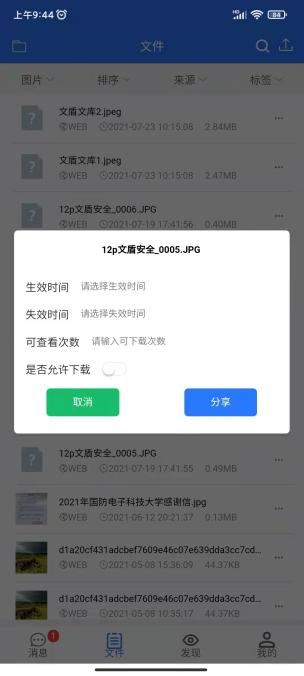 上午9:44
84
文件
图片 排序 来源 标签
文盾文库2.jpeg
WEB 2021-07-23 10:15:08 2.84MB
文盾文库1.jpeg
WEB 2021-07-23 10:15:08 2.47MB
12p文盾安全_0006.JPG
WEB 2021-07-19 17:41:56 0.40MB
12p文盾安全_0005.JPG
生效时间 请选择生效时间
失效时间 请选择失效时间
可查看次数 请输入可下载次数
是否允许下载
取消 分享
12p文盾安全_0005.JPG
WEB 2021-07-19 17:41:55 0.49MB
2021年国防电子科技大学感谢信.jpg
WEB 2021-06-12 20:21:37 0.13MB
d1a20cf431adcbef7609e46c07e639dda3cc7cd...
WEB 2021-05-08 15:36:09 44.37KB
d1a20cf431adcbef7609e46c07e639dda3cc7cd...
WEB 2021-05-08 10:35:17 44.37KB
1
消息 文件 发现 我的